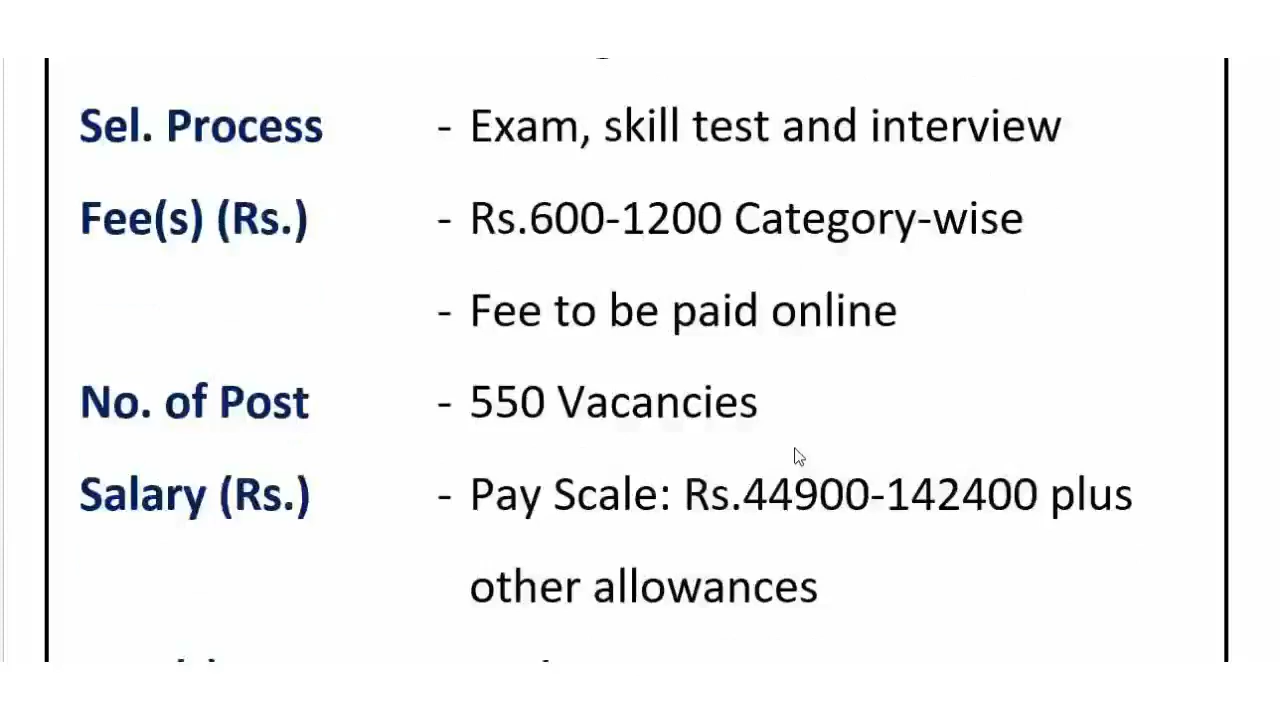 Sel. Process - Exam, skill test and interview
Fee(s) (Rs.) - Rs.600-1200 Category-wise
- Fee to be paid online
No. of Post - 550 Vacancies
Salary (Rs.) - Pay Scale: Rs.44900-142400 plus
other allowances